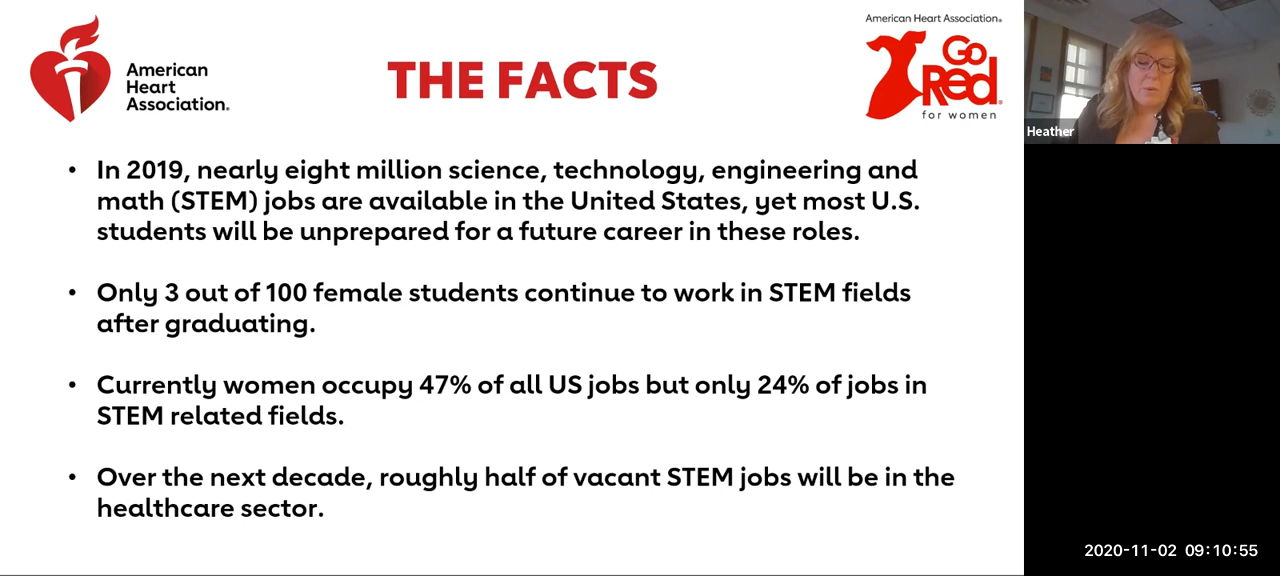 American
Heart
Association®
THE FACTS
American Heart Association®
Go
Red®
for women
• In 2019, nearly eight million science, technology, engineering and
math (STEM) jobs are available in the United States, yet most U.S.
students will be unprepared for a future career in these roles.
• Only 3 out of 100 female students continue to work in STEM fields
after graduating.
• Currently women occupy 47% of all US jobs but only 24% of jobs in
STEM related fields.
• Over the next decade, roughly half of vacant STEM jobs will be in the
healthcare sector.
Heather
2020-11-02 09:10:55